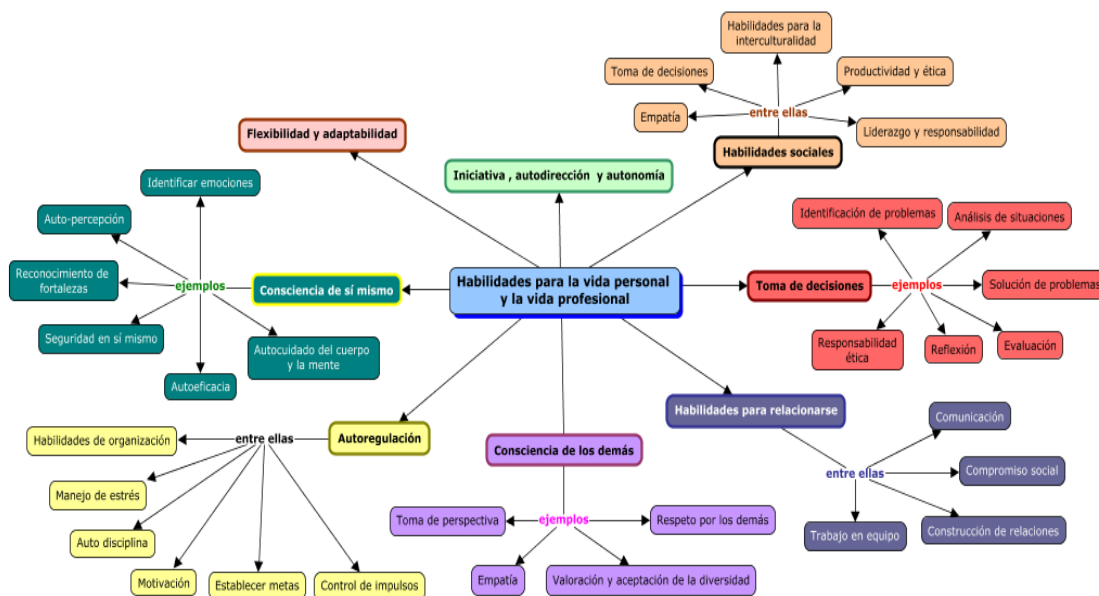 Habilidades para la
interculturalidad
Toma de decisiones
Productividad y ética
Empatía
entre ellas
Liderazgo y responsabilidad
Flexibilidad y adaptabilidad
Habilidades sociales
Iniciativa , autodirección y autonomía
Identificar emociones
Auto-percepción
Reconocimiento de
fortalezas
ejemplos
Consciencia de sí mismo
Seguridad en sí mismo
Autocuidado del cuerpo
y la mente
Autoeficacia
Habilidades para la vida personal
y la vida profesional
Identificación de problemas
Análisis de situaciones
Toma de decisiones
ejemplos
Solución de problemas
Responsabilidad
ética
Reflexión
Evaluación
Habilidades para relacionarse
Comunicación
entre ellas
Compromiso social
Trabajo en equipo
Construcción de relaciones
Habilidades de organización
entre ellas
Autoregulación
Manejo de estrés
Auto disciplina
Motivación
Establecer metas
Control de impulsos
Consciencia de los demás
Toma de perspectiva
ejemplos
Respeto por los demás
Empatía
Valoración y aceptación de la diversidad